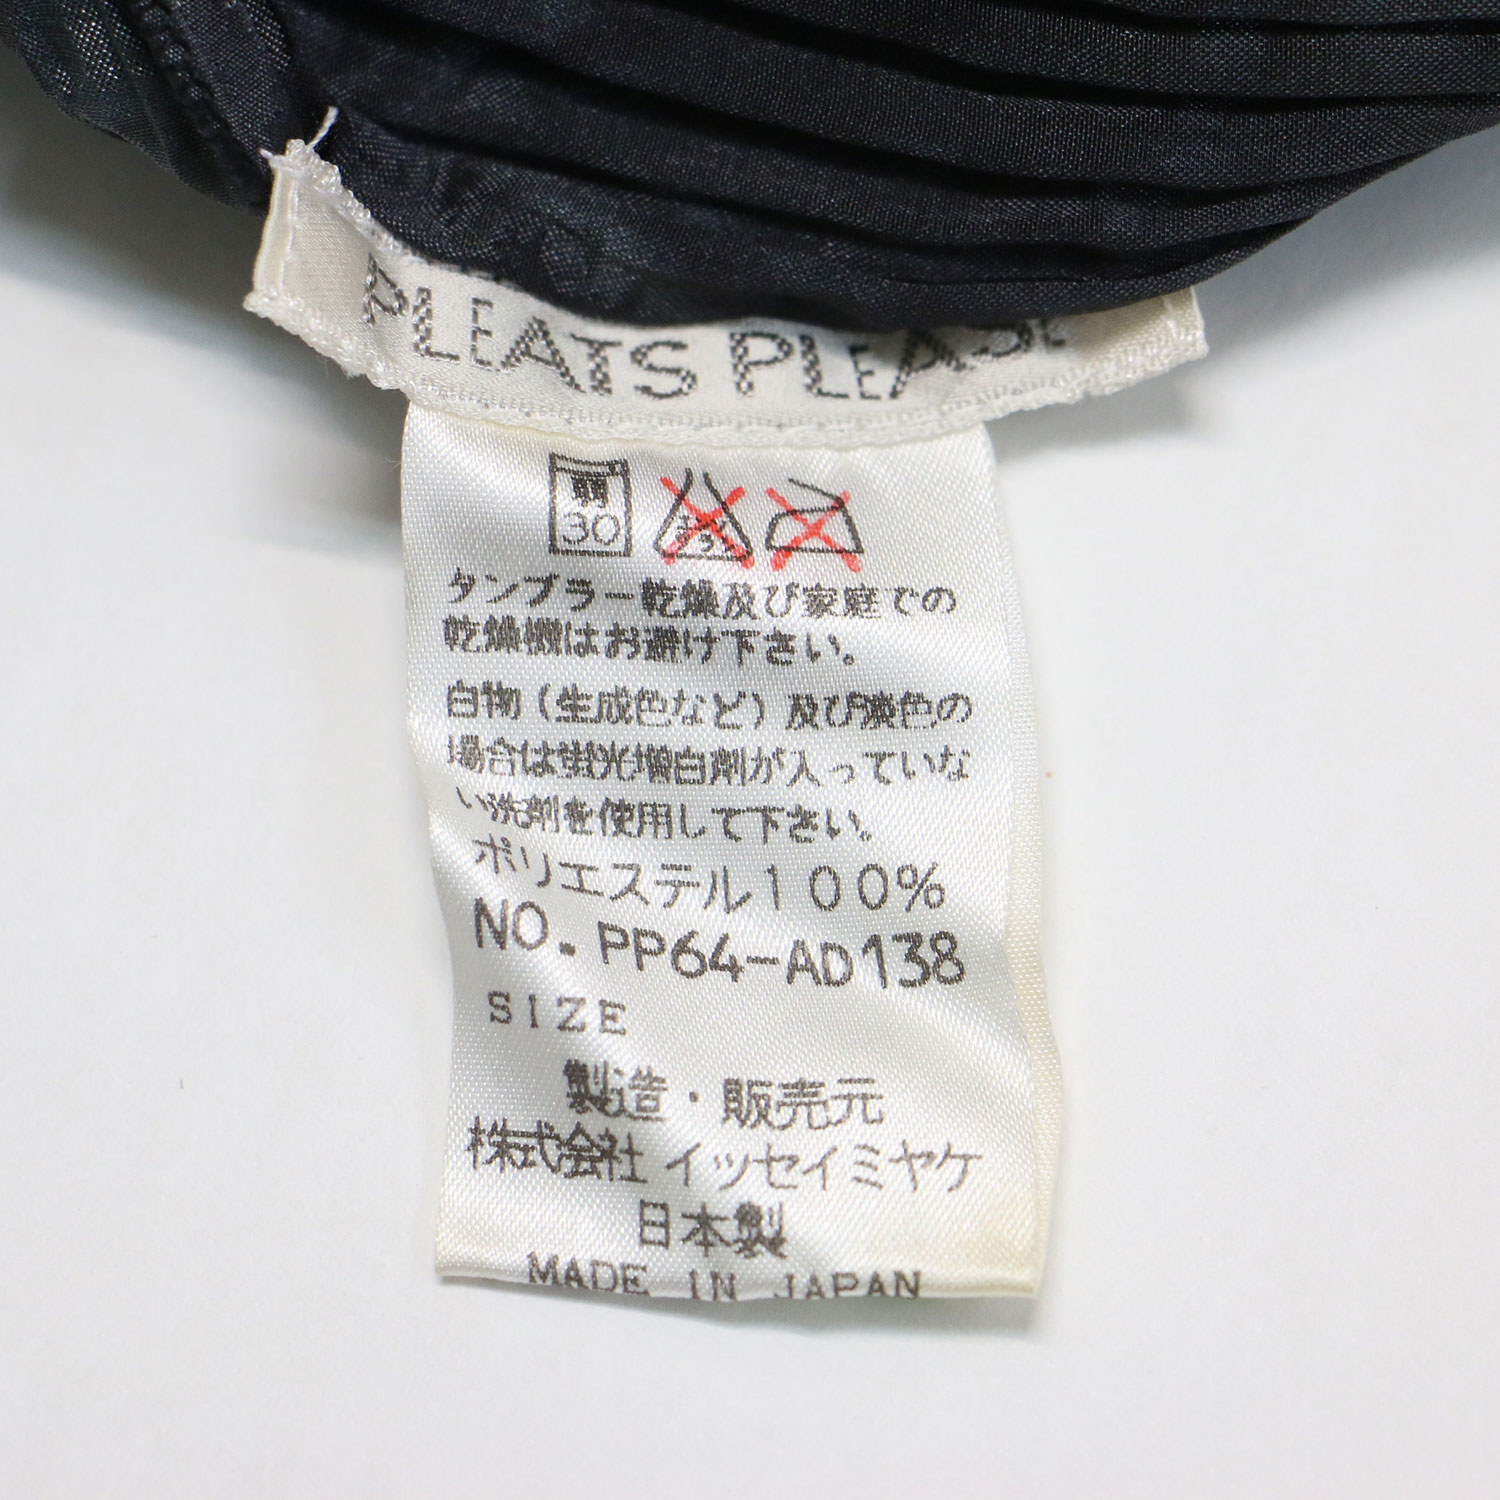 PLEATS PLEASE
30
タンブラー乾燥及び家庭での
乾燥機はお避け下さい。
白物（生成色など）及び淡色の
場合は蛍光増白剤が入っていな
い洗剤を使用して下さい。
ポリエステル100%
NO. PP64-AD138
SIZE
製造・販売元
株式会社 イッセイミヤケ
日本製
MADE IN JAPAN